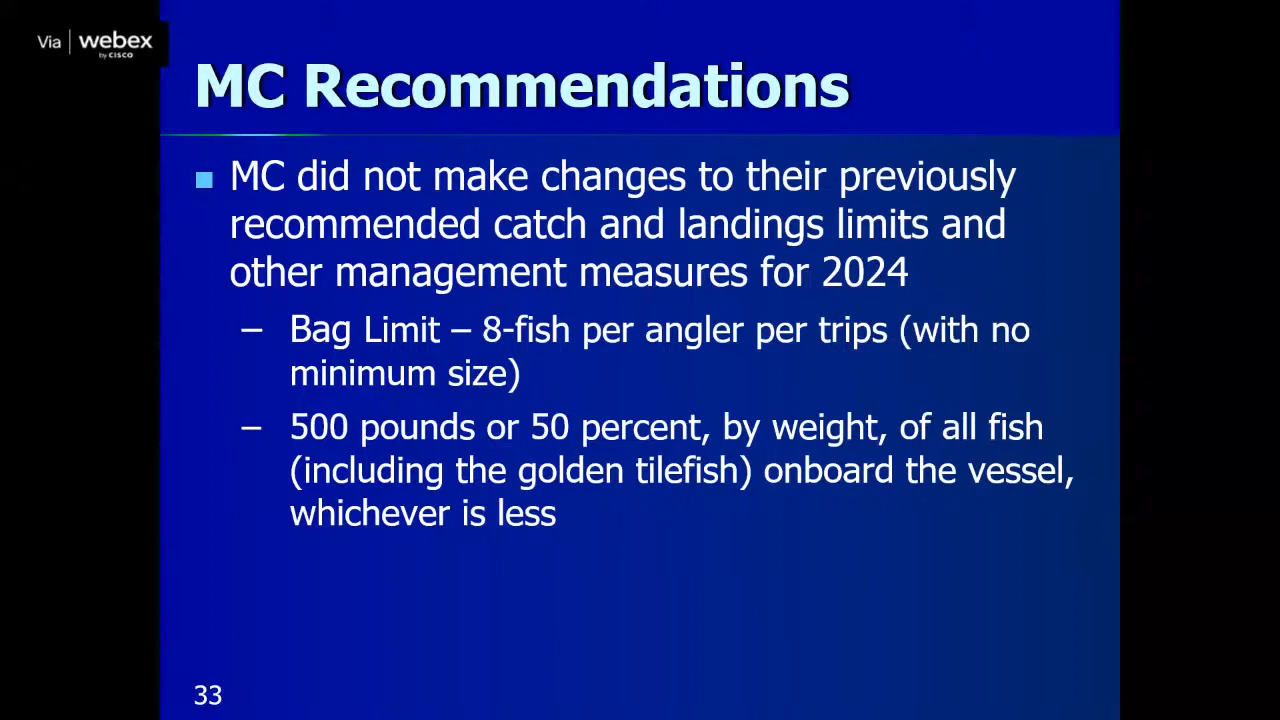 Via webex
by CISCO
MC Recommendations
MC did not make changes to their previously
recommended catch and landings limits and
other management measures for 2024
– Bag Limit – 8-fish per angler per trips (with no
minimum size)
– 500 pounds or 50 percent, by weight, of all fish
(including the golden tilefish) onboard the vessel,
whichever is less
33